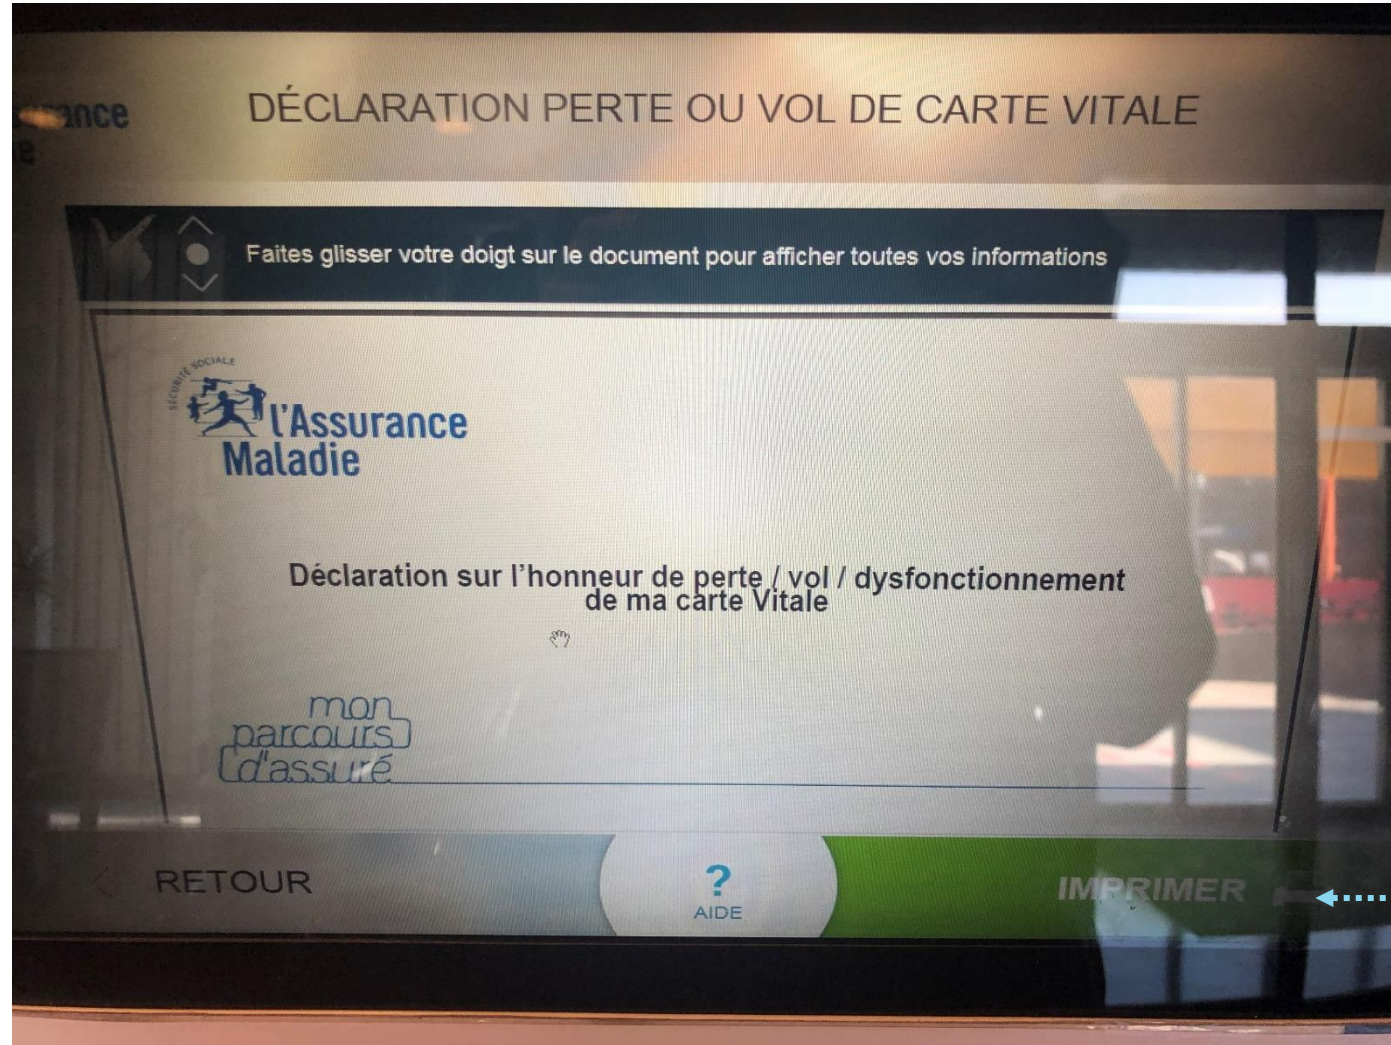 DÉCLARATION PERTE OU VOL DE CARTE VITALE
Faites glisser votre doigt sur le document pour afficher toutes vos informations
SÉCURITÉ SOCIALE
l'Assurance
Maladie
Déclaration sur l'honneur de perte / vol / dysfonctionnement
de ma carte Vitale
mon
parcours
d'assuré
RETOUR
?
AIDE
IMPRIMER